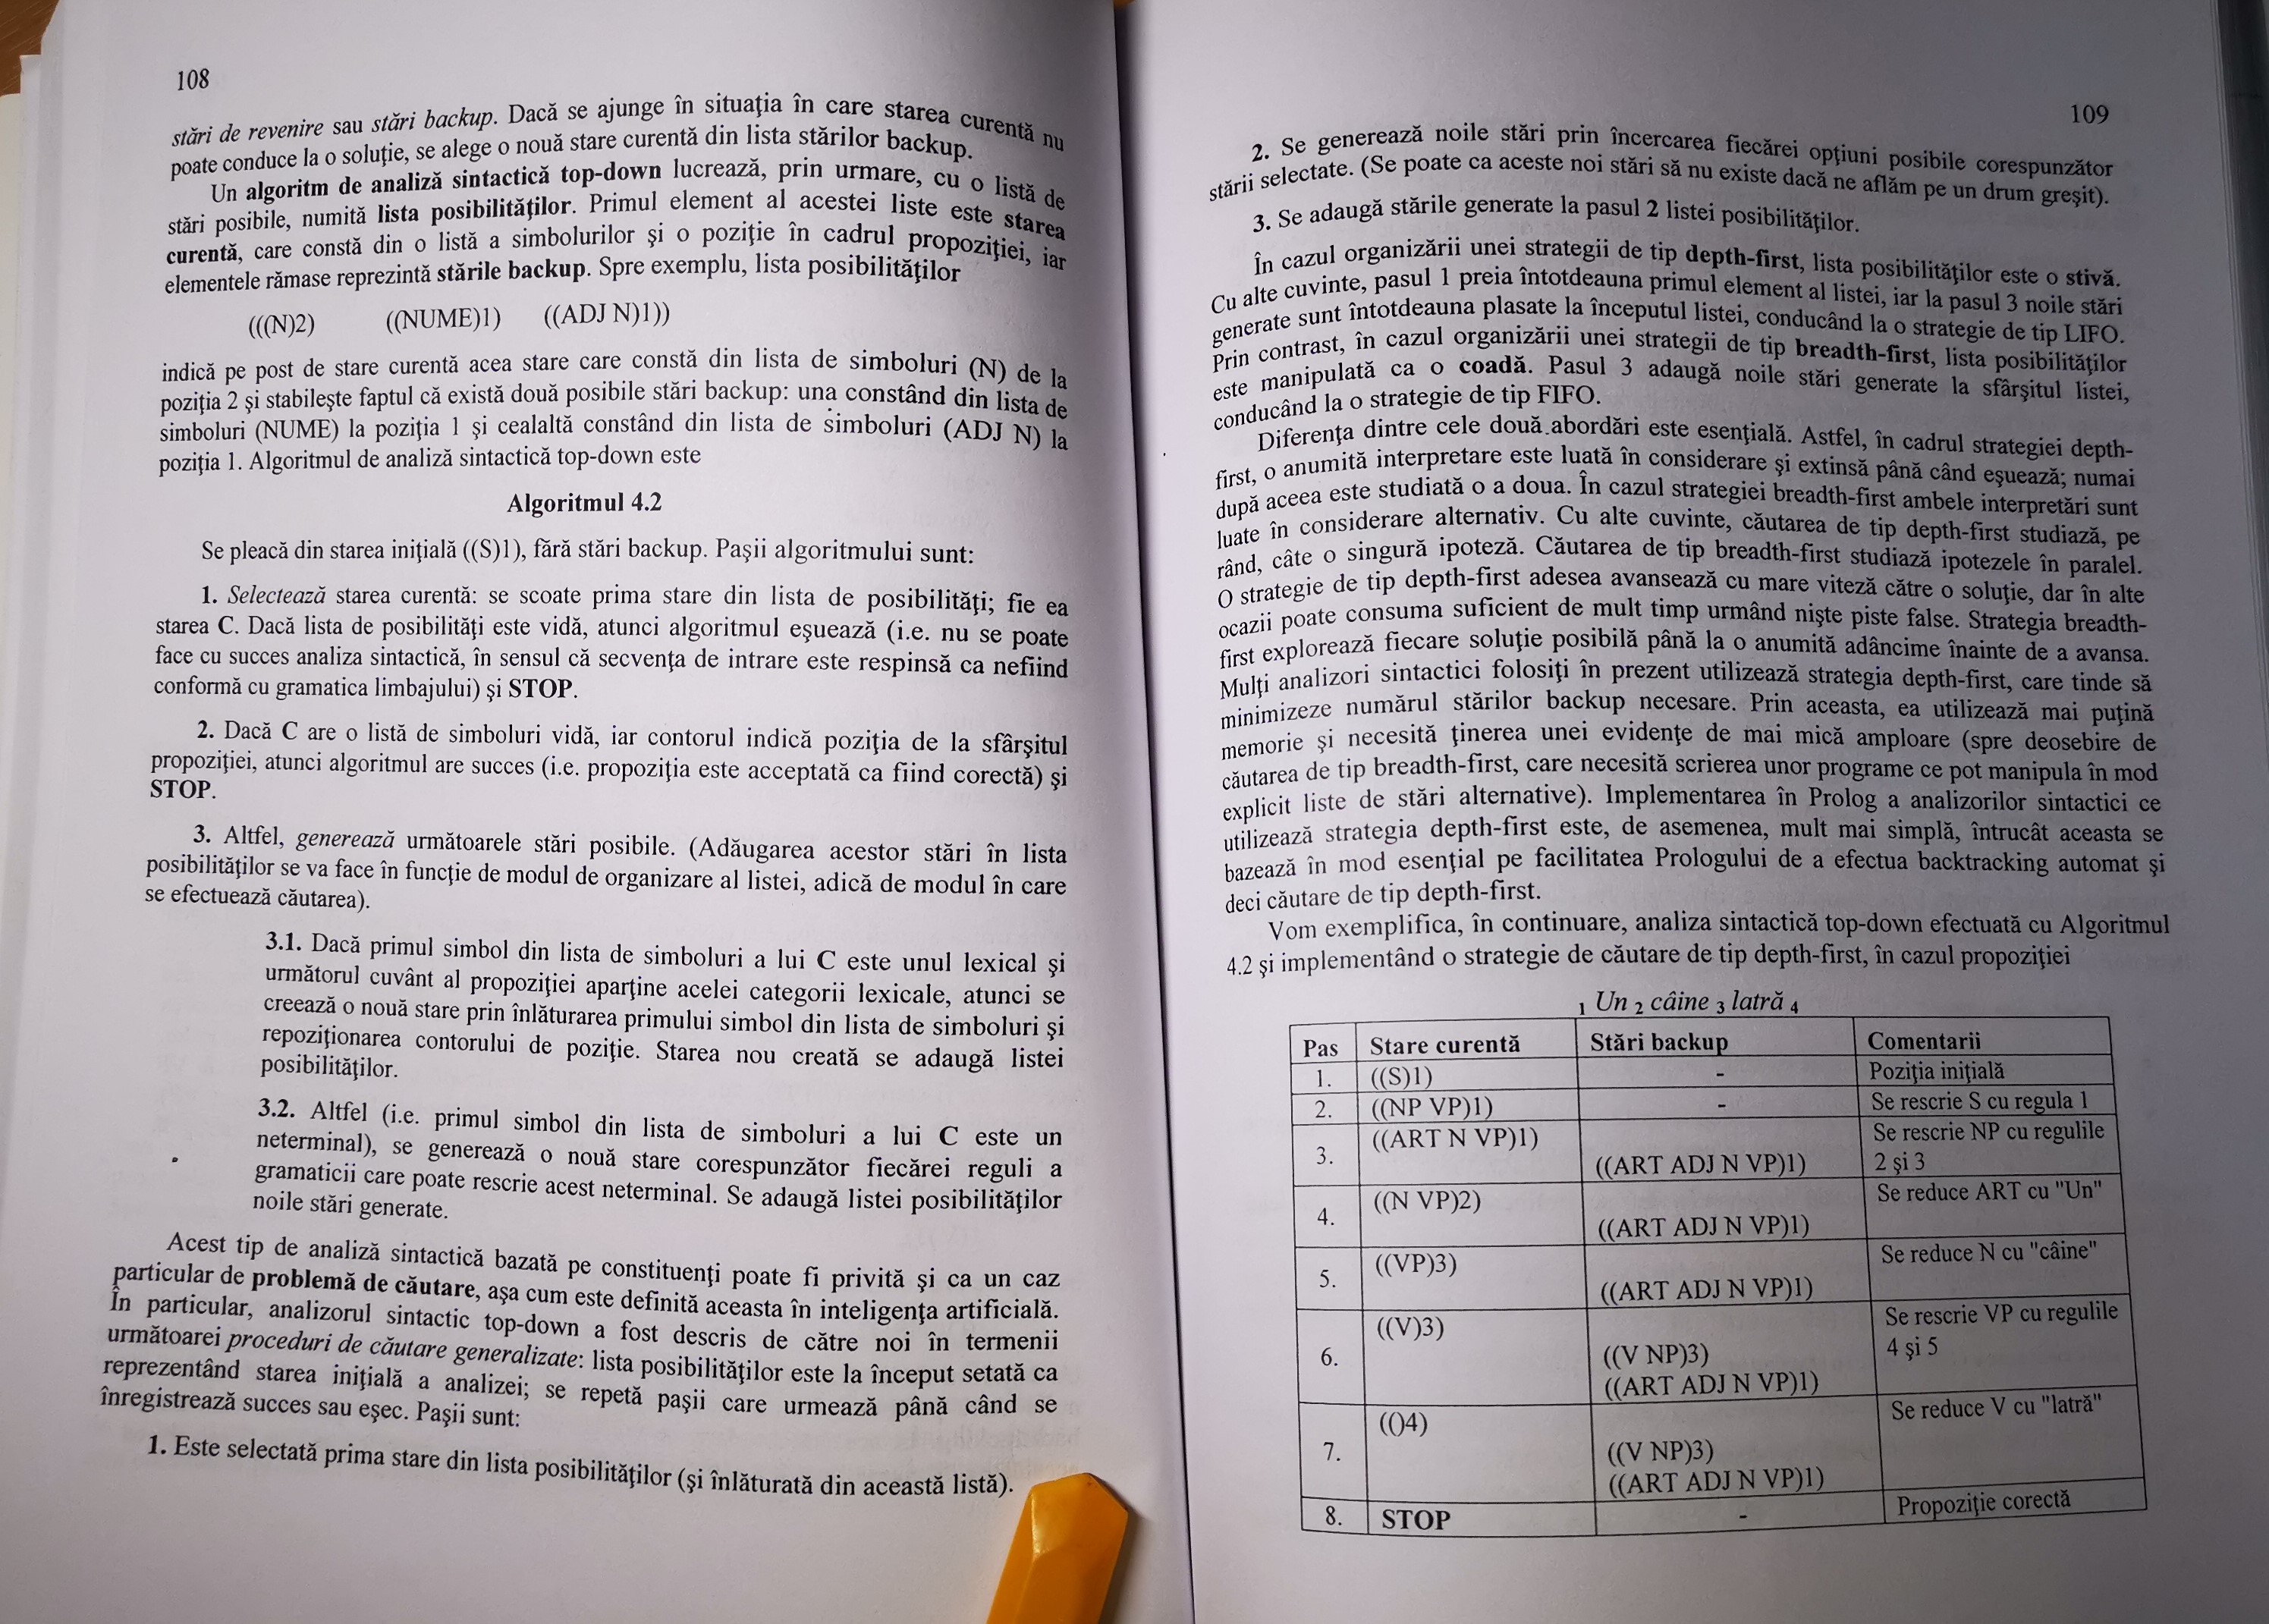 108
stări de revenire sau stări backup. Dacă se ajunge în situaţia în care starea curentă nu
poate conduce la o soluţie, se alege o nouă stare curentă din lista stărilor backup.
Un algoritm de analiză sintactică top-down lucrează, prin urmare, cu o listă de
stări posibile, numită lista posibilităţilor. Primul element al acestei liste este starea
curentă, care constă din o listă a simbolurilor şi o poziţie în cadrul propoziţiei, iar
elementele rămase reprezintă stările backup. Spre exemplu, lista posibilităţilor
(((N)2) ((NUME)1) ((ADJ N)1))
indică pe post de stare curentă acea stare care constă din lista de simboluri (N) de la
poziţia 2 şi stabileşte faptul că există două posibile stări backup: una constând din lista de
simboluri (NUME) la poziţia 1 şi cealaltă constând din lista de simboluri (ADJ N) la
poziţia 1. Algoritmul de analiză sintactică top-down este
Algoritmul 4.2
Se pleacă din starea iniţială ((S)1), fără stări backup. Paşii algoritmului sunt:
1. Selectează starea curentă: se scoate prima stare din lista de posibilităţi; fie ea
starea C. Dacă lista de posibilităţi este vidă, atunci algoritmul eşuează (i.e. nu se poate
face cu succes analiza sintactică, în sensul că secvenţa de intrare este respinsă ca nefiind
conformă cu gramatica limbajului) şi STOP.
2. Dacă C are o listă de simboluri vidă, iar contorul indică poziţia de la sfârşitul
propoziţiei, atunci algoritmul are succes (i.e. propoziţia este acceptată ca fiind corectă) şi
STOP.
3. Altfel, generează următoarele stări posibile. (Adăugarea acestor stări în lista
posibilităţilor se va face în funcţie de modul de organizare al listei, adică de modul în care
se efectuează căutarea).
3.1. Dacă primul simbol din lista de simboluri a lui C este unul lexical şi
următorul cuvânt al propoziţiei aparţine acelei categorii lexicale, atunci se
creează o nouă stare prin înlăturarea primului simbol din lista de simboluri şi
repoziţionarea contorului de poziţie. Starea nou creată se adaugă listei
posibilităţilor.
3.2. Altfel (i.e. primul simbol din lista de simboluri a lui C este un
neterminal), se generează o nouă stare corespunzător fiecărei reguli a
gramaticii care poate rescrie acest neterminal. Se adaugă listei posibilităţilor
noile stări generate.
Acest tip de analiză sintactică bazată pe constituenţi poate fi privită şi ca un caz
particular de problemă de căutare, aşa cum este definită aceasta în inteligenţa artificială.
În particular, analizorul sintactic top-down a fost descris de către noi în termenii
următoarei proceduri de căutare generalizate: lista posibilităţilor este la început setată ca
reprezentând starea iniţială a analizei; se repetă paşii care urmează până când se
înregistrează succes sau eşec. Paşii sunt:
1. Este selectată prima stare din lista posibilităţilor (şi înlăturată din această listă).
109
2. Se generează noile stări prin încercarea fiecărei opţiuni posibile corespunzător
stării selectate. (Se poate ca aceste noi stări să nu existe dacă ne aflăm pe un drum greşit).
3. Se adaugă stările generate la pasul 2 listei posibilităţilor.
În cazul organizării unei strategii de tip depth-first, lista posibilităţilor este o stivă.
Cu alte cuvinte, pasul 1 preia întotdeauna primul element al listei, iar la pasul 3 noile stări
generate sunt întotdeauna plasate la începutul listei, conducând la o strategie de tip LIFO.
Prin contrast, în cazul organizării unei strategii de tip breadth-first, lista posibilităţilor
este manipulată ca o coadă. Pasul 3 adaugă noile stări generate la sfârşitul listei,
conducând la o strategie de tip FIFO.
Diferenţa dintre cele două abordări este esenţială. Astfel, în cadrul strategiei depth-
first, o anumită interpretare este luată în considerare şi extinsă până când eşuează; numai
după aceea este studiată o a doua. În cazul strategiei breadth-first ambele interpretări sunt
luate în considerare alternativ. Cu alte cuvinte, căutarea de tip depth-first studiază, pe
rând, câte o singură ipoteză. Căutarea de tip breadth-first studiază ipotezele în paralel.
O strategie de tip depth-first adesea avansează cu mare viteză către o soluţie, dar în alte
ocazii poate consuma suficient de mult timp urmând nişte piste false. Strategia breadth-
first explorează fiecare soluţie posibilă până la o anumită adâncime înainte de a avansa.
Mulţi analizori sintactici folosiţi în prezent utilizează strategia depth-first, care tinde să
minimizeze numărul stărilor backup necesare. Prin aceasta, ea utilizează mai puţină
memorie şi necesită ţinerea unei evidenţe de mai mică amploare (spre deosebire de
căutarea de tip breadth-first, care necesită scrierea unor programe ce pot manipula în mod
explicit liste de stări alternative). Implementarea în Prolog a analizorilor sintactici ce
utilizează strategia depth-first este, de asemenea, mult mai simplă, întrucât aceasta se
bazează în mod esenţial pe facilitatea Prologului de a efectua backtracking automat şi
deci căutare de tip depth-first.
Vom exemplifica, în continuare, analiza sintactică top-down efectuată cu Algoritmul
4.2 şi implementând o strategie de căutare de tip depth-first, în cazul propoziţiei
1 Un 2 câine 3 latră 4
Pas Stare curentă Stări backup Comentarii
1. ((S)1) - Poziţia iniţială
2. ((NP VP)1) - Se rescrie S cu regula 1
3. ((ART N VP)1) Se rescrie NP cu regulile
((ART ADJ N VP)1) 2 şi 3
4. ((N VP)2) Se reduce ART cu "Un"
((ART ADJ N VP)1)
5. ((VP)3) Se reduce N cu "câine"
((ART ADJ N VP)1)
6. ((V)3) Se rescrie VP cu regulile
((V NP)3) 4 şi 5
((ART ADJ N VP)1)
7. (()4) Se reduce V cu "latră"
((V NP)3)
((ART ADJ N VP)1)
8. STOP - Propoziţie corectă